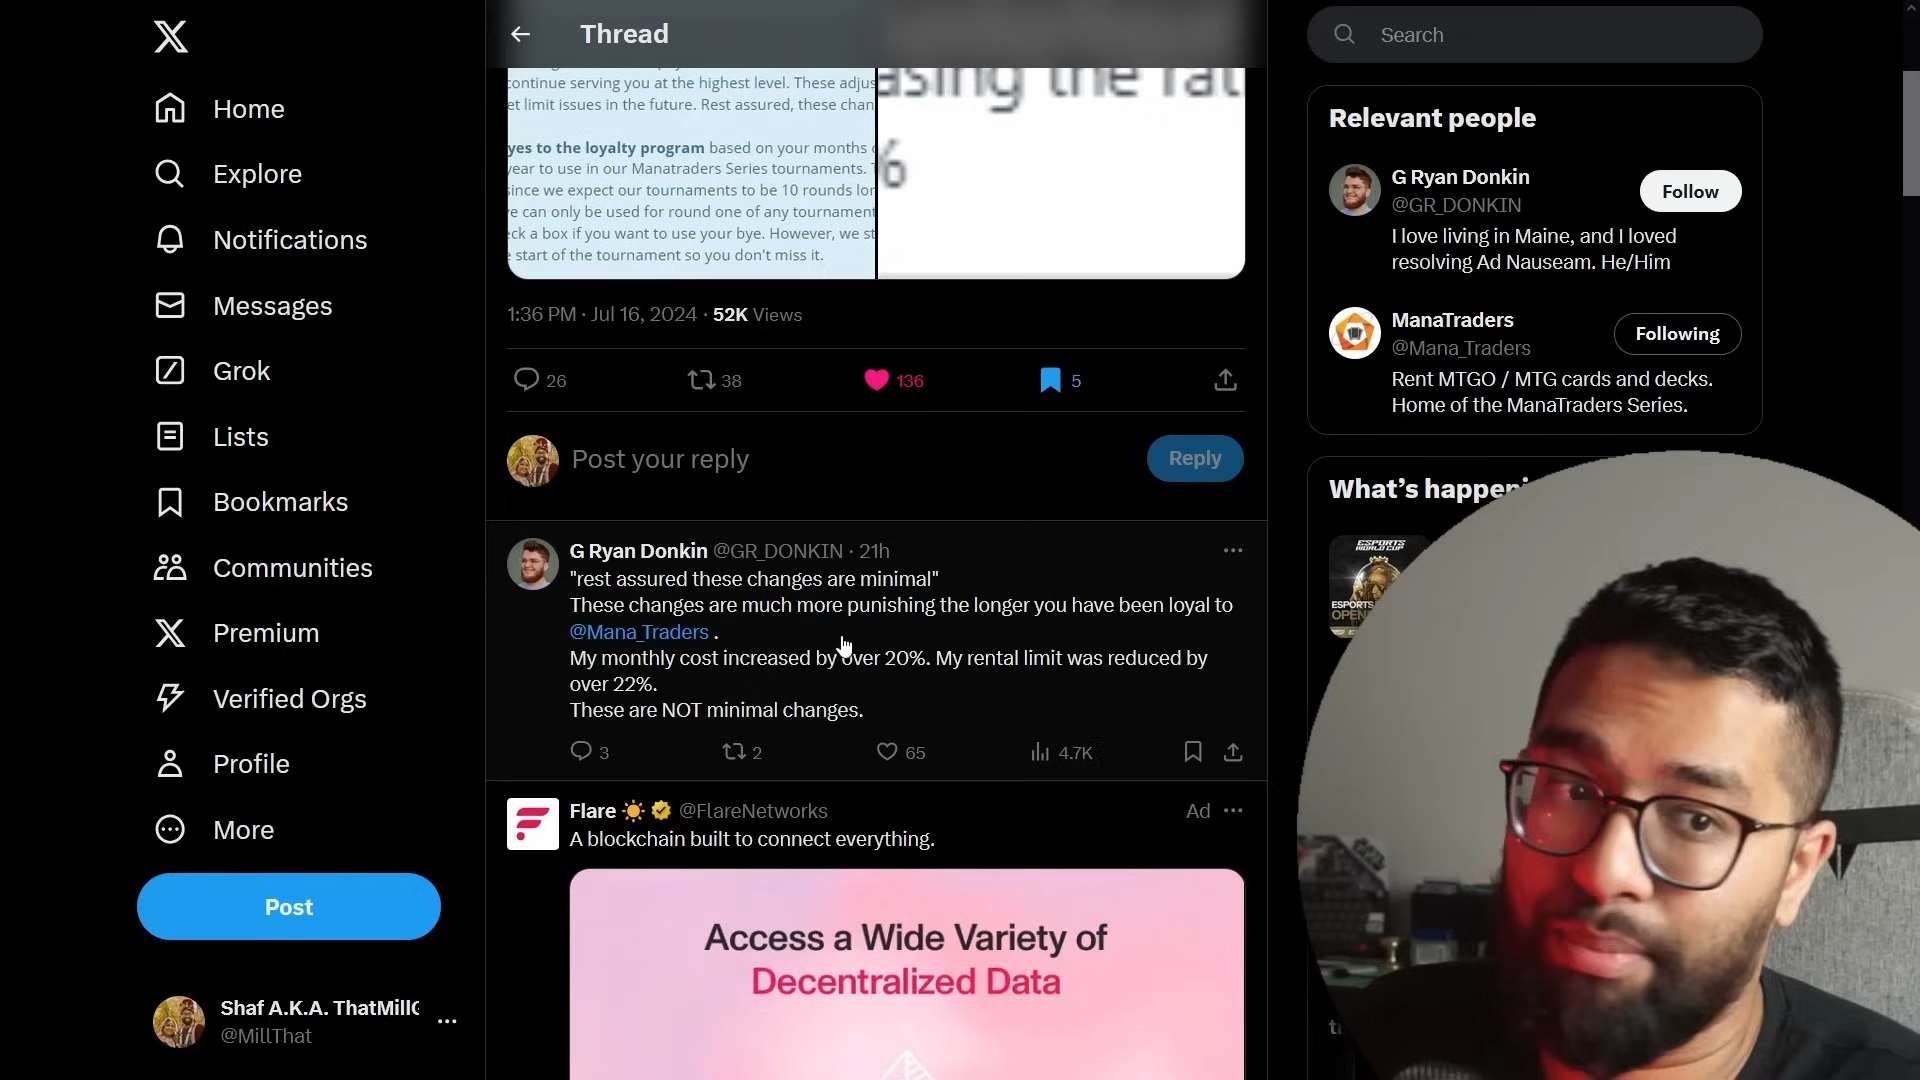 Home
Explore
Notifications
Messages
Grok
Lists
Bookmarks
Communities
Premium
Verified Orgs
Profile
More
Post
Shaf A.K.A. ThatMill
@MillThat
Thread
continue serving you at the highest level. These adjus
et limit issues in the future. Rest assured, these chan
yes to the loyalty program based on your months
year to use in our Manatraders Series tournaments.
since we expect our tournaments to be 10 rounds lon
ve can only be used for round one of any tournament
eck a box if you want to use your bye. However, we st
start of the tournament so you don't miss it.
asing the rat
%
1:36 PM · Jul 16, 2024 · 52K Views
26
38
136
5
Post your reply
Reply
G Ryan Donkin @GR_DONKIN · 21h
"rest assured these changes are minimal"
These changes are much more punishing the longer you have been loyal to
@Mana_Traders .
My monthly cost increased by over 20%. My rental limit was reduced by
over 22%.
These are NOT minimal changes.
3
2
65
4.7K
Flare @FlareNetworks
Ad
A blockchain built to connect everything.
Access a Wide Variety of
Decentralized Data
Search
Relevant people
G Ryan Donkin
@GR_DONKIN
Follow
I love living in Maine, and I loved
resolving Ad Nauseam. He/Him
ManaTraders
@Mana_Traders
Following
Rent MTGO / MTG cards and decks.
Home of the ManaTraders Series.
What's happeni
ESPORTS
WORLD CUP
ESPORTS
OPEN